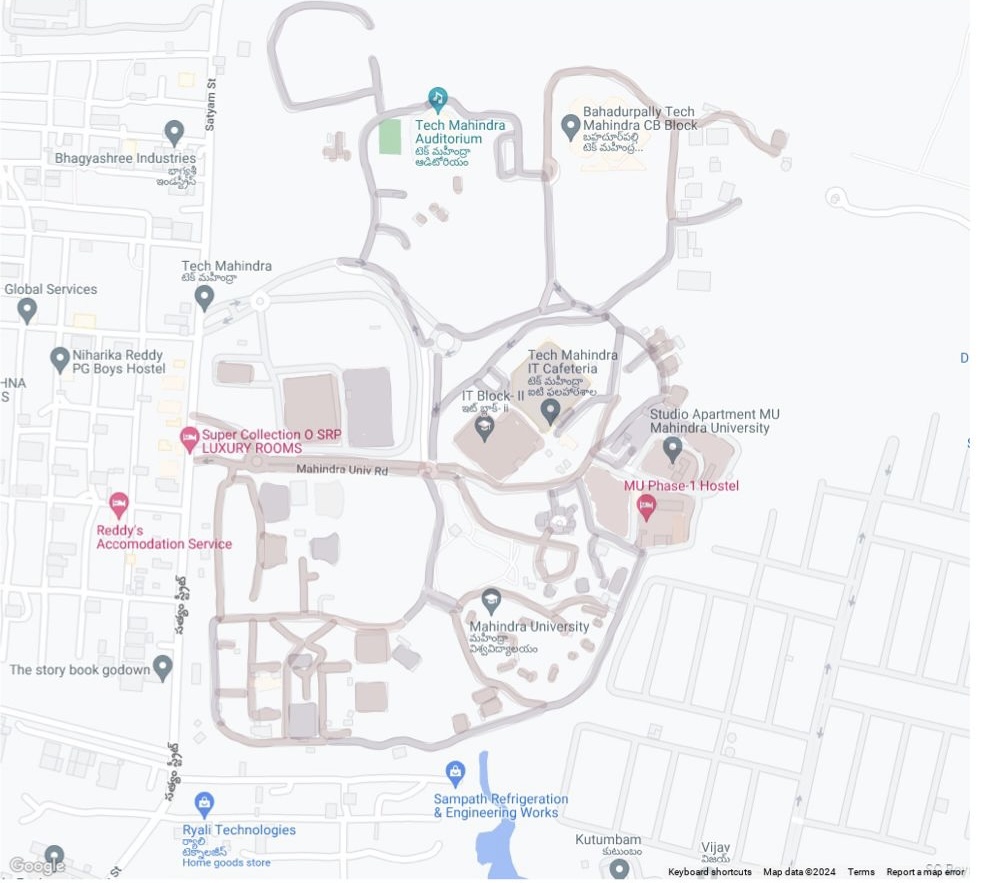 Satyam St
Bhagyashree Industries
భాగ్యశ్రీ
ఇండస్ట్రీస్
Tech Mahindra
Auditorium
టెక్ మహీంద్రా
ఆడిటోరియం
Bahadurpally Tech
Mahindra CB Block
బహదూర్‌పల్లి
టెక్ మహీంద్ర...
Tech Mahindra
టెక్ మహీంద్రా
Global Services
Niharika Reddy
PG Boys Hostel
HNA
S
D
Tech Mahindra
IT Cafeteria
టెక్ మహీంద్రా
ఐటి ఫలహారశాల
IT Block- II
ఇట్ బ్లాక్- ii
Studio Apartment MU
Mahindra University
Super Collection O SRP
LUXURY ROOMS
Mahindra Univ Rd
MU Phase-1 Hostel
Reddy's
Accomodation Service
సత్యం స్ట్రీట్
Mahindra University
మహీంద్రా
విశ్వవిద్యాలయం
The story book godown
సత్యం స్ట్రీట్
Sampath Refrigeration
& Engineering Works
Ryali Technologies
ర్యాలి
టెక్నాలజీస్
Home goods store
Kutumbam
కుటుంబం
Vijay
విజయ్
St
Google
Keyboard shortcuts Map data ©2024 Terms Report a map error